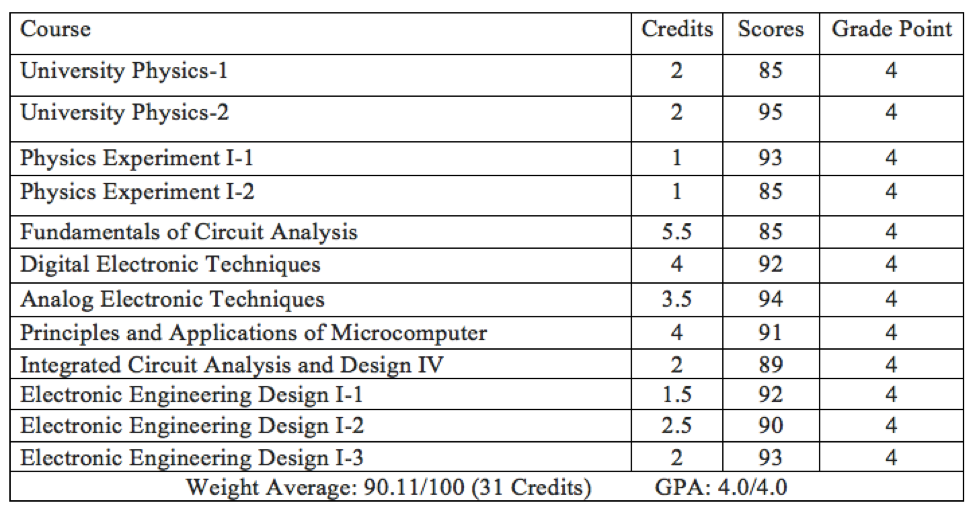 Course Credits Scores Grade Point
University Physics-1 2 85 4
University Physics-2 2 95 4
Physics Experiment I-1 1 93 4
Physics Experiment I-2 1 85 4
Fundamentals of Circuit Analysis 5.5 85 4
Digital Electronic Techniques 4 92 4
Analog Electronic Techniques 3.5 94 4
Principles and Applications of Microcomputer 4 91 4
Integrated Circuit Analysis and Design IV 2 89 4
Electronic Engineering Design I-1 1.5 92 4
Electronic Engineering Design I-2 2.5 90 4
Electronic Engineering Design I-3 2 93 4
Weight Average: 90.11/100 (31 Credits) GPA: 4.0/4.0